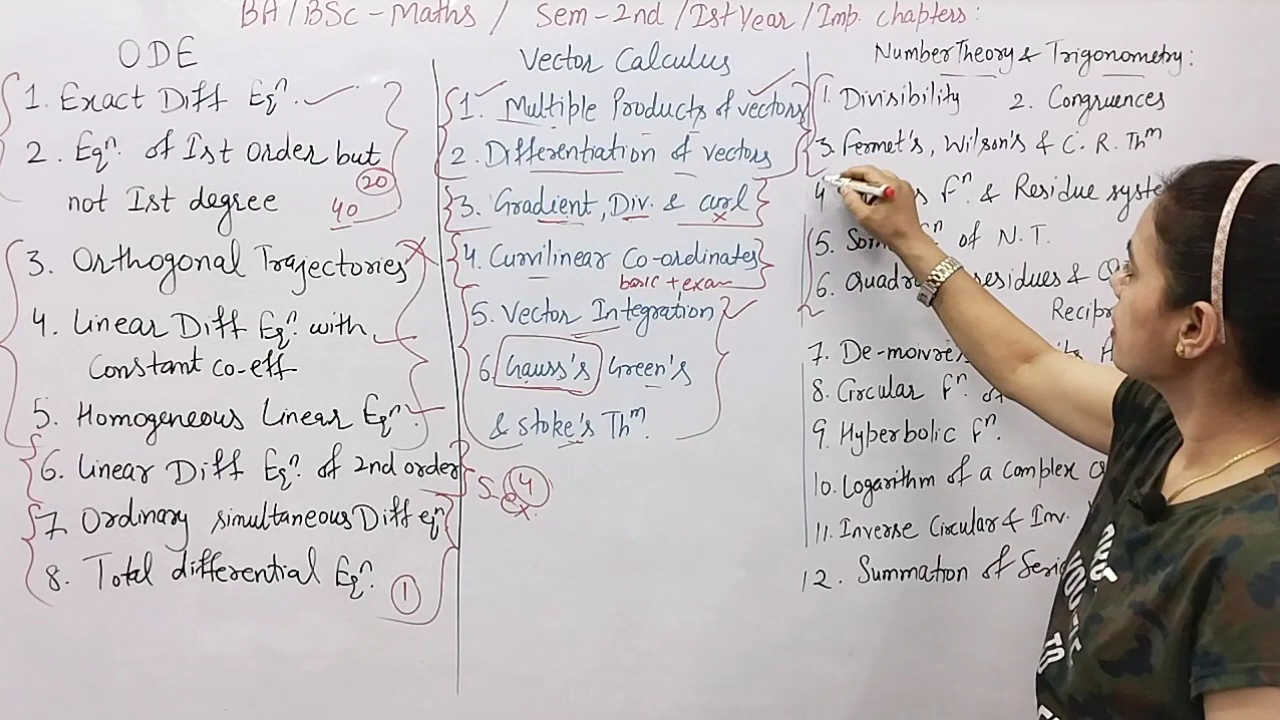 BA/BSc-Maths / Sem-2nd /Ist Year/Imp. chapters:
ODE
1. Exact Diff Eqⁿ.
2. Eqⁿ. of Ist order but
not Ist degree
20
40
3. Orthogonal Trajectories
4. Linear Diff Eqⁿ. with
Constant co-eff
5. Homogeneous Linear Eqⁿ.
6. Linear Diff Eqⁿ. of 2nd order
7. Ordinary simultaneous Diff eqⁿ
8. Total differential Eqⁿ.
1
Vector Calculus
1. Multiple Products of vectors
2. Differentiation of vectors
3. Gradient, Div. & curl
4. Curvilinear Co-ordinates
basic + exam
5. Vector Integration
6. Gauss's Green's
& stoke's Thᵐ.
4
Number Theory & Trigonometry:
1. Divisibility 2. Congruences
3. Fermet's, Wilson's & C. R. Thᵐ
4 fⁿ. & Residue
5. of N.T.
6.
7. De-moivre's
8. Circular fⁿ. of
9. Hyperbolic fⁿ.
10. Logarithm of a complex
11. Inverse Circular & Inv.
12. Summation of
YOU
TO